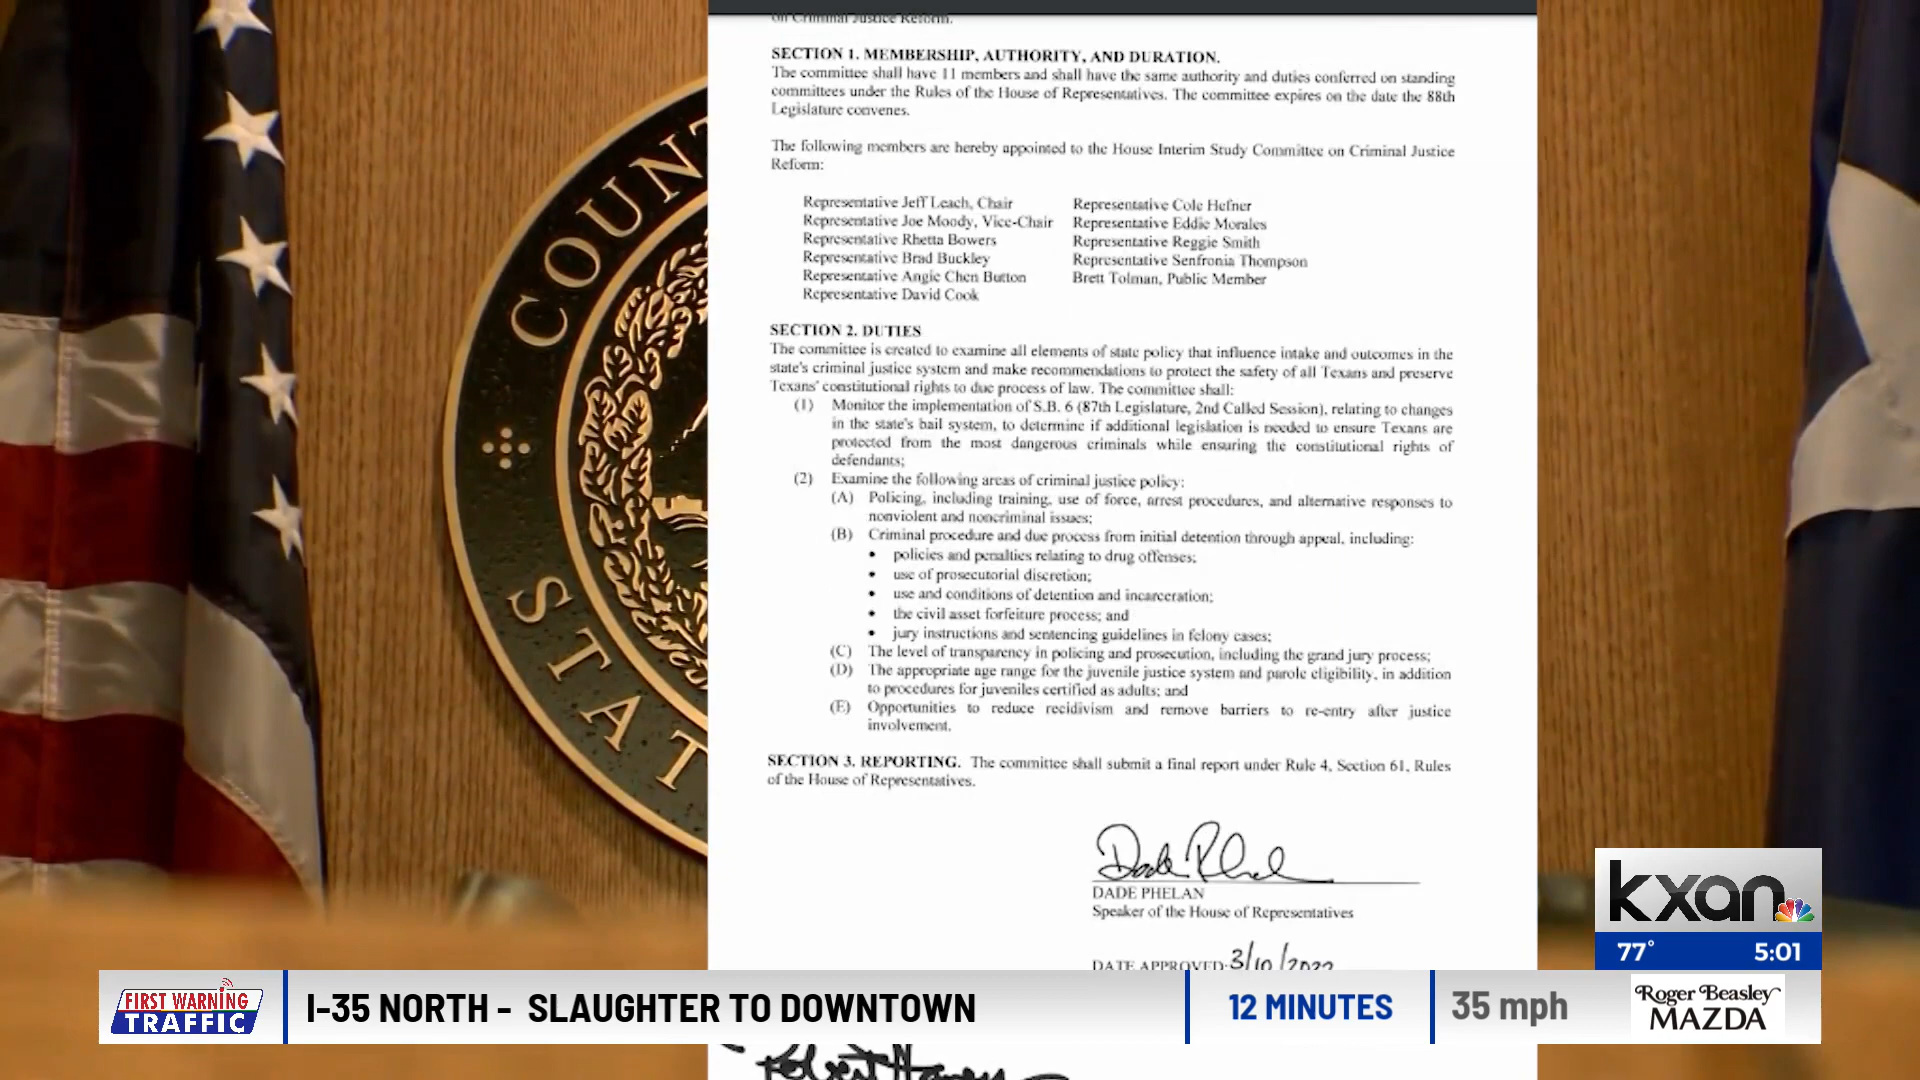 on Criminal Justice Reform.
SECTION 1. MEMBERSHIP, AUTHORITY, AND DURATION.
The committee shall have 11 members and shall have the same authority and duties conferred on standing
committees under the Rules of the House of Representatives. The committee expires on the date the 88th
Legislature convenes.
The following members are hereby appointed to the House Interim Study Committee on Criminal Justice
Reform:
Representative Jeff Leach, Chair
Representative Joe Moody, Vice-Chair
Representative Rhetta Bowers
Representative Brad Buckley
Representative Angie Chen Button
Representative David Cook
Representative Cole Hefner
Representative Eddie Morales
Representative Reggie Smith
Representative Senfronia Thompson
Brett Tolman, Public Member
SECTION 2. DUTIES
The committee is created to examine all elements of state policy that influence intake and outcomes in the
state's criminal justice system and make recommendations to protect the safety of all Texans and preserve
Texans' constitutional rights to due process of law. The committee shall:
(1) Monitor the implementation of S.B. 6 (87th Legislature, 2nd Called Session), relating to changes
in the state's bail system, to determine if additional legislation is needed to ensure Texans are
protected from the most dangerous criminals while ensuring the constitutional rights of
defendants;
(2) Examine the following areas of criminal justice policy:
(A) Policing, including training, use of force, arrest procedures, and alternative responses to
nonviolent and noncriminal issues;
(B) Criminal procedure and due process from initial detention through appeal, including:
• policies and penalties relating to drug offenses;
• use of prosecutorial discretion;
• use and conditions of detention and incarceration;
• the civil asset forfeiture process; and
• jury instructions and sentencing guidelines in felony cases;
(C) The level of transparency in policing and prosecution, including the grand jury process;
(D) The appropriate age range for the juvenile justice system and parole eligibility, in addition
to procedures for juveniles certified as adults; and
(E) Opportunities to reduce recidivism and remove barriers to re-entry after justice
involvement.
SECTION 3. REPORTING. The committee shall submit a final report under Rule 4, Section 61, Rules
of the House of Representatives.
Dade Phelan
DADE PHELAN
Speaker of the House of Representatives
DATE APPROVED: 3/10/2022
Robert Haney
COUNT
STAT
kxan
77° 5:01
FIRST WARNING
TRAFFIC
I-35 NORTH - SLAUGHTER TO DOWNTOWN
12 MINUTES
35 mph
Roger Beasley
MAZDA